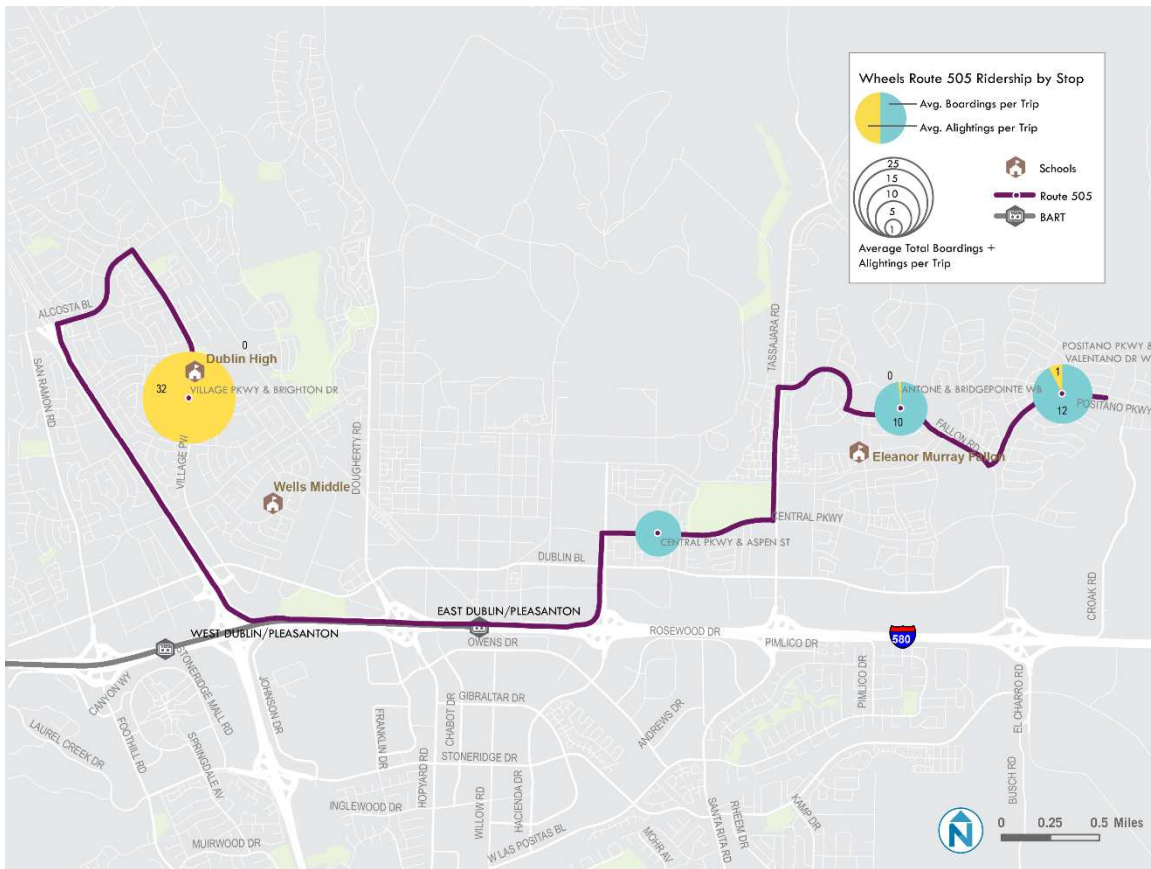 Wheels Route 505 Ridership by Stop
Avg. Boardings per Trip
Avg. Alightings per Trip
25
15
10
5
1
Schools
Route 505
BART
Average Total Boardings +
Alightings per Trip
ALCOSTA BL
SAN RAMON RD
0
Dublin High
32
VILLAGE PKWY & BRIGHTON DR
VILLAGE PW
DOUGHERTY RD
Wells Middle
TASSAJARA RD
POSITANO PKWY &
VALENTANO DR W
1
12
POSITANO PKWY
0
ANTONE & BRIDGEPOINTE WB
10
FALLON RD
Eleanor Murray Fallon
CENTRAL PKWY
CENTRAL PKWY & ASPEN ST
DUBLIN BL
CROAK RD
EAST DUBLIN/PLEASANTON
WEST DUBLIN/PLEASANTON
OWENS DR
ROSEWOOD DR
PIMLICO DR
580
CANYON WY
STONERIDGE MALL RD
JOHNSON DR
FOOTHILL RD
LAUREL CREEK DR
SPRINGDALE AV
FRANKLIN DR
HOPYARD RD
CHABOT DR
GIBRALTAR DR
ANDREWS DR
PIMLICO DR
EL CHARRO RD
STONERIDGE DR
INGLEWOOD DR
WILLOW RD
HACIENDA DR
W LAS POSITAS BL
MUIRWOOD DR
MOHR AV
SANTA RITA RD
RHEEM DR
KAMP DR
BUSCH RD
N
0 0.25 0.5 Miles